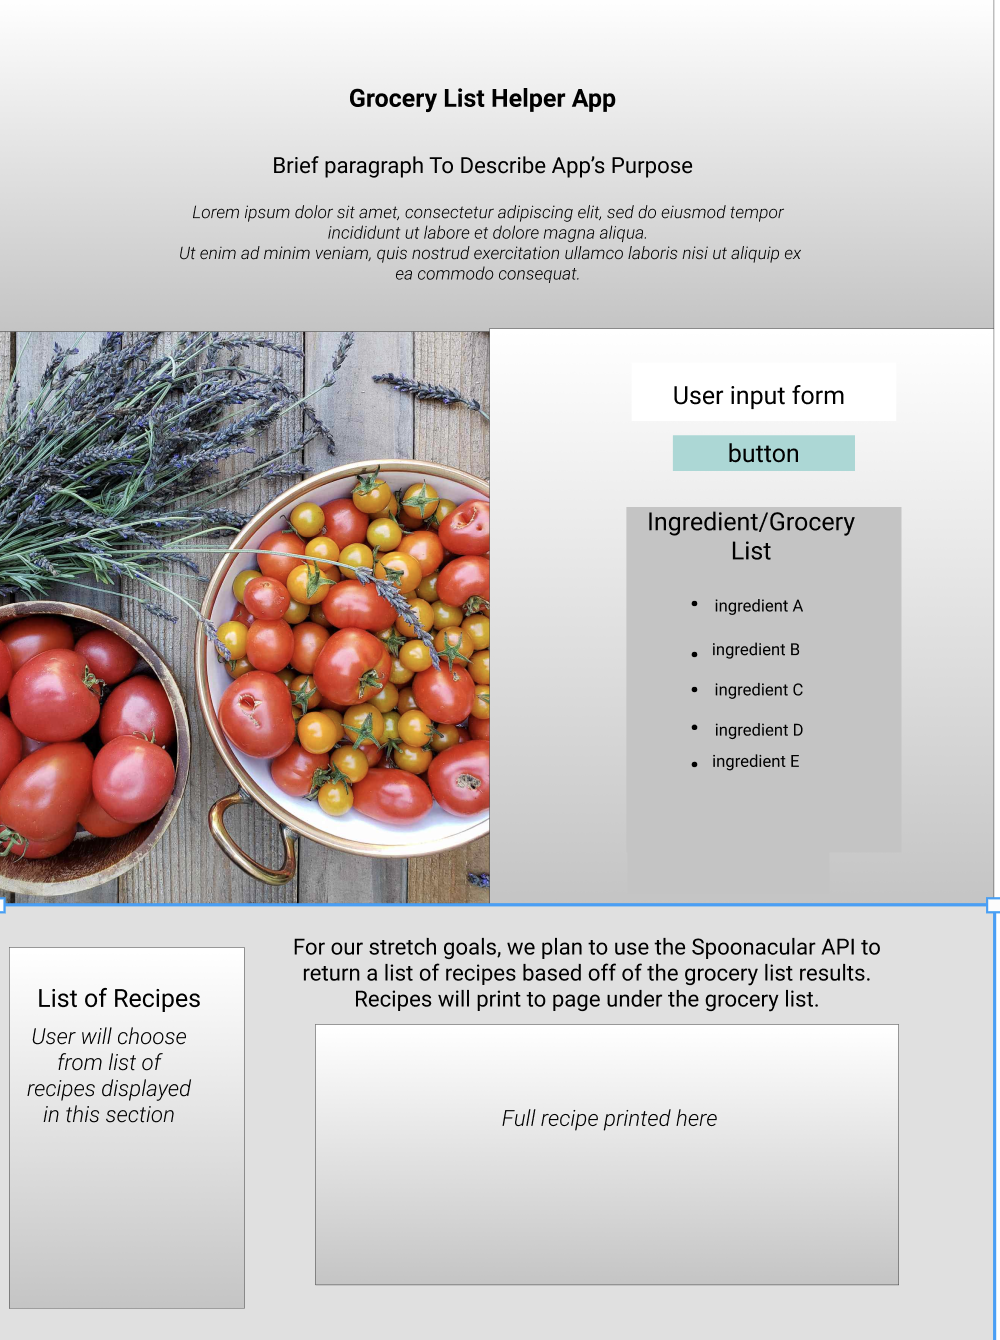 Grocery List Helper App
Brief paragraph To Describe App's Purpose
Lorem ipsum dolor sit amet, consectetur adipiscing elit, sed do eiusmod tempor
incididunt ut labore et dolore magna aliqua.
Ut enim ad minim veniam, quis nostrud exercitation ullamco laboris nisi ut aliquip ex
ea commodo consequat.
User input form
button
Ingredient/Grocery
List
• ingredient A
• ingredient B
• ingredient C
• ingredient D
• ingredient E
For our stretch goals, we plan to use the Spoonacular API to
return a list of recipes based off of the grocery list results.
Recipes will print to page under the grocery list.
List of Recipes
User will choose
from list of
recipes displayed
in this section
Full recipe printed here